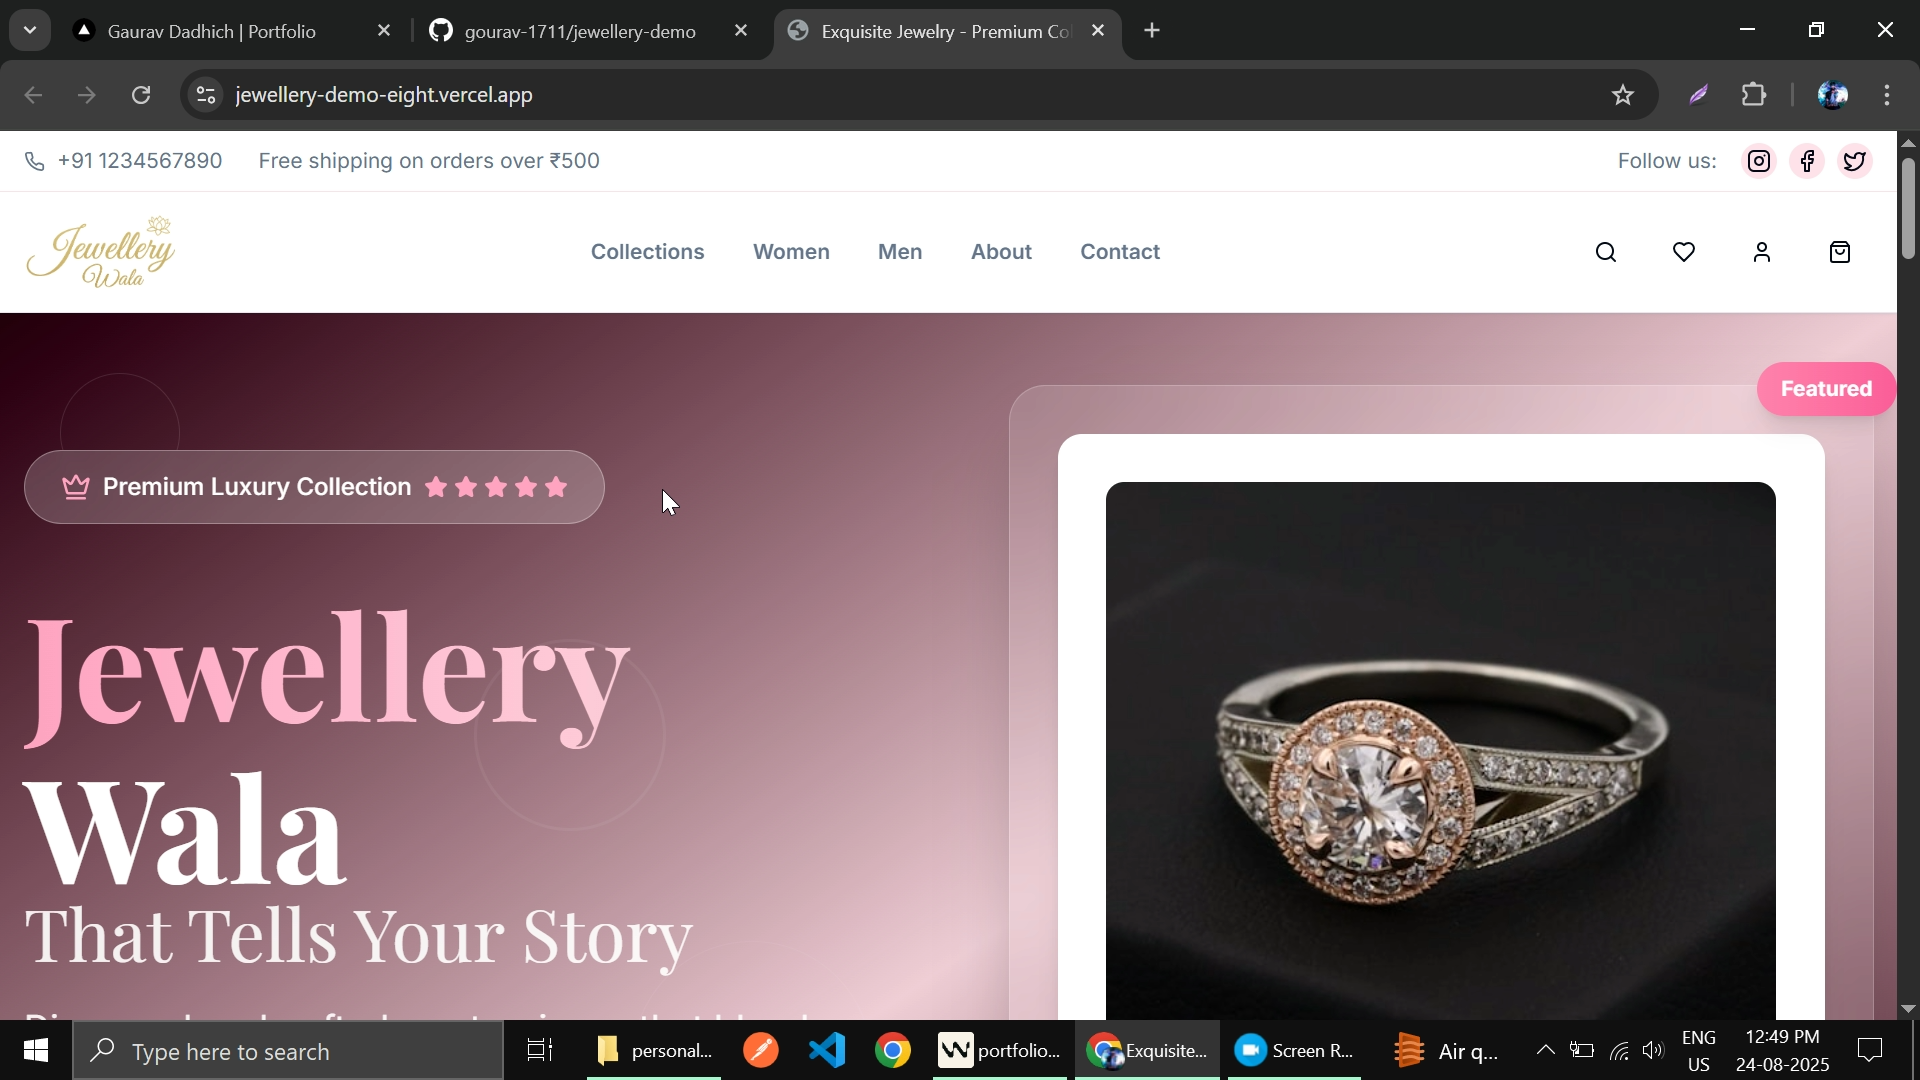 Gaurav Dadhich | Portfolio
gourav-1711/jewellery-demo
Exquisite Jewelry - Premium Co
jewellery-demo-eight.vercel.app
+91 1234567890
Free shipping on orders over ₹500
Follow us:
Jewellery
Wala
Collections
Women
Men
About
Contact
Featured
Premium Luxury Collection
Jewellery
Wala
That Tells Your Story
Type here to search
personal...
portfolio...
Exquisite...
Screen R...
Air q...
ENG
US
12:49 PM
24-08-2025